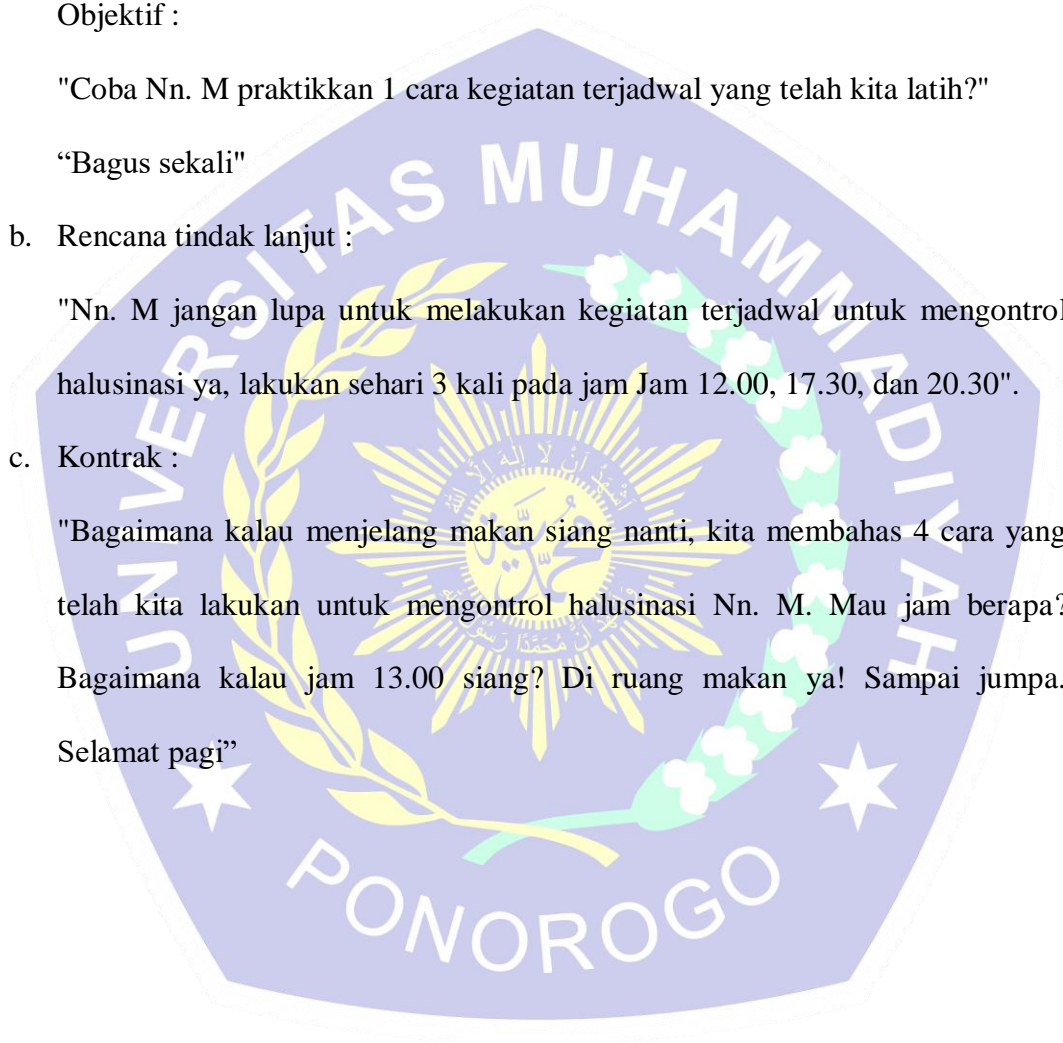 Objektif :
"Coba Nn. M praktikkan 1 cara kegiatan terjadwal yang telah kita latih?"
“Bagus sekali"
b. Rencana tindak lanjut :
"Nn. M jangan lupa untuk melakukan kegiatan terjadwal untuk mengontrol
halusinasi ya, lakukan sehari 3 kali pada jam Jam 12.00, 17.30, dan 20.30".
c. Kontrak :
"Bagaimana kalau menjelang makan siang nanti, kita membahas 4 cara yang
telah kita lakukan untuk mengontrol halusinasi Nn. M. Mau jam berapa?
Bagaimana kalau jam 13.00 siang? Di ruang makan ya! Sampai jumpa.
Selamat pagi”
UNIVERSITAS MUHAMMADIYAH
PONOROGO